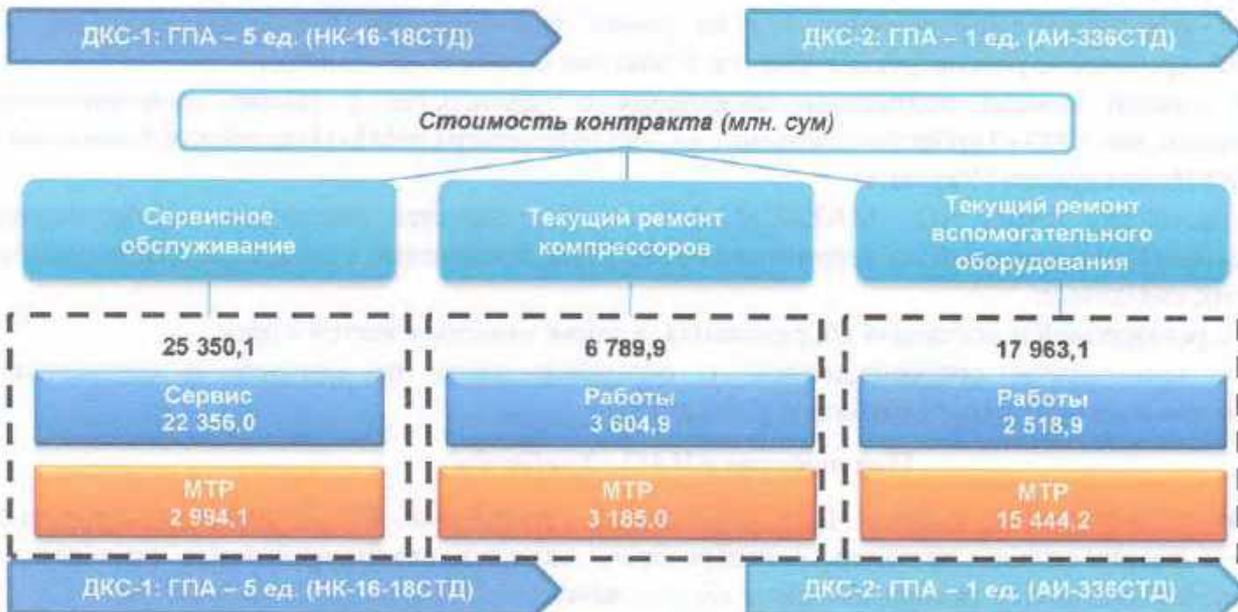 ДКС-1: ГПА – 5 ед. (НК-16-18СТД)
ДКС-2: ГПА – 1 ед. (АИ-336СТД)
Стоимость контракта (млн. сум)
Сервисное
обслуживание
Текущий ремонт
компрессоров
Текущий ремонт
вспомогательного
оборудования
25 350,1
6 789,9
17 963,1
Сервис
22 356,0
Работы
3 604,9
Работы
2 518,9
МТР
2 994,1
МТР
3 185,0
МТР
15 444,2
ДКС-1: ГПА – 5 ед. (НК-16-18СТД)
ДКС-2: ГПА – 1 ед. (АИ-336СТД)